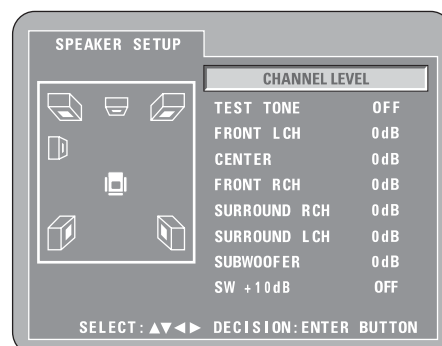 SPEAKER SETUP
CHANNEL LEVEL
TEST TONE OFF
FRONT LCH 0dB
CENTER 0dB
FRONT RCH 0dB
SURROUND RCH 0dB
SURROUND LCH 0dB
SUBWOOFER 0dB
SW +10dB OFF
SELECT:▲▼◀▶ DECISION:ENTER BUTTON